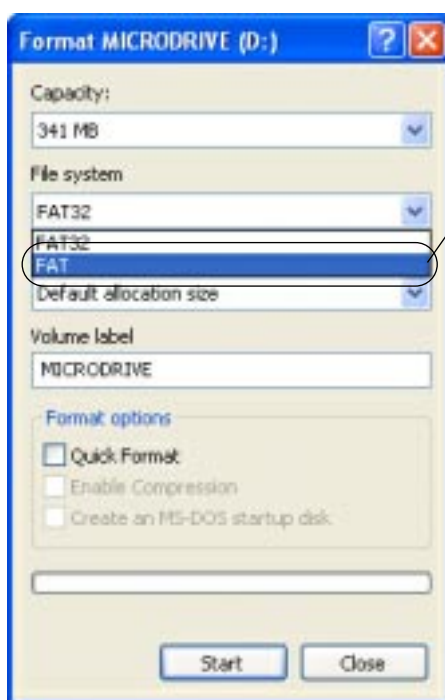 Format MICRODRIVE (D:)
Capacity:
341 MB
File system
FAT32
FAT32
FAT
Default allocation size
Volume label
MICRODRIVE
Format options
Quick Format
Enable Compression
Create an MS-DOS startup disk
Start
Close